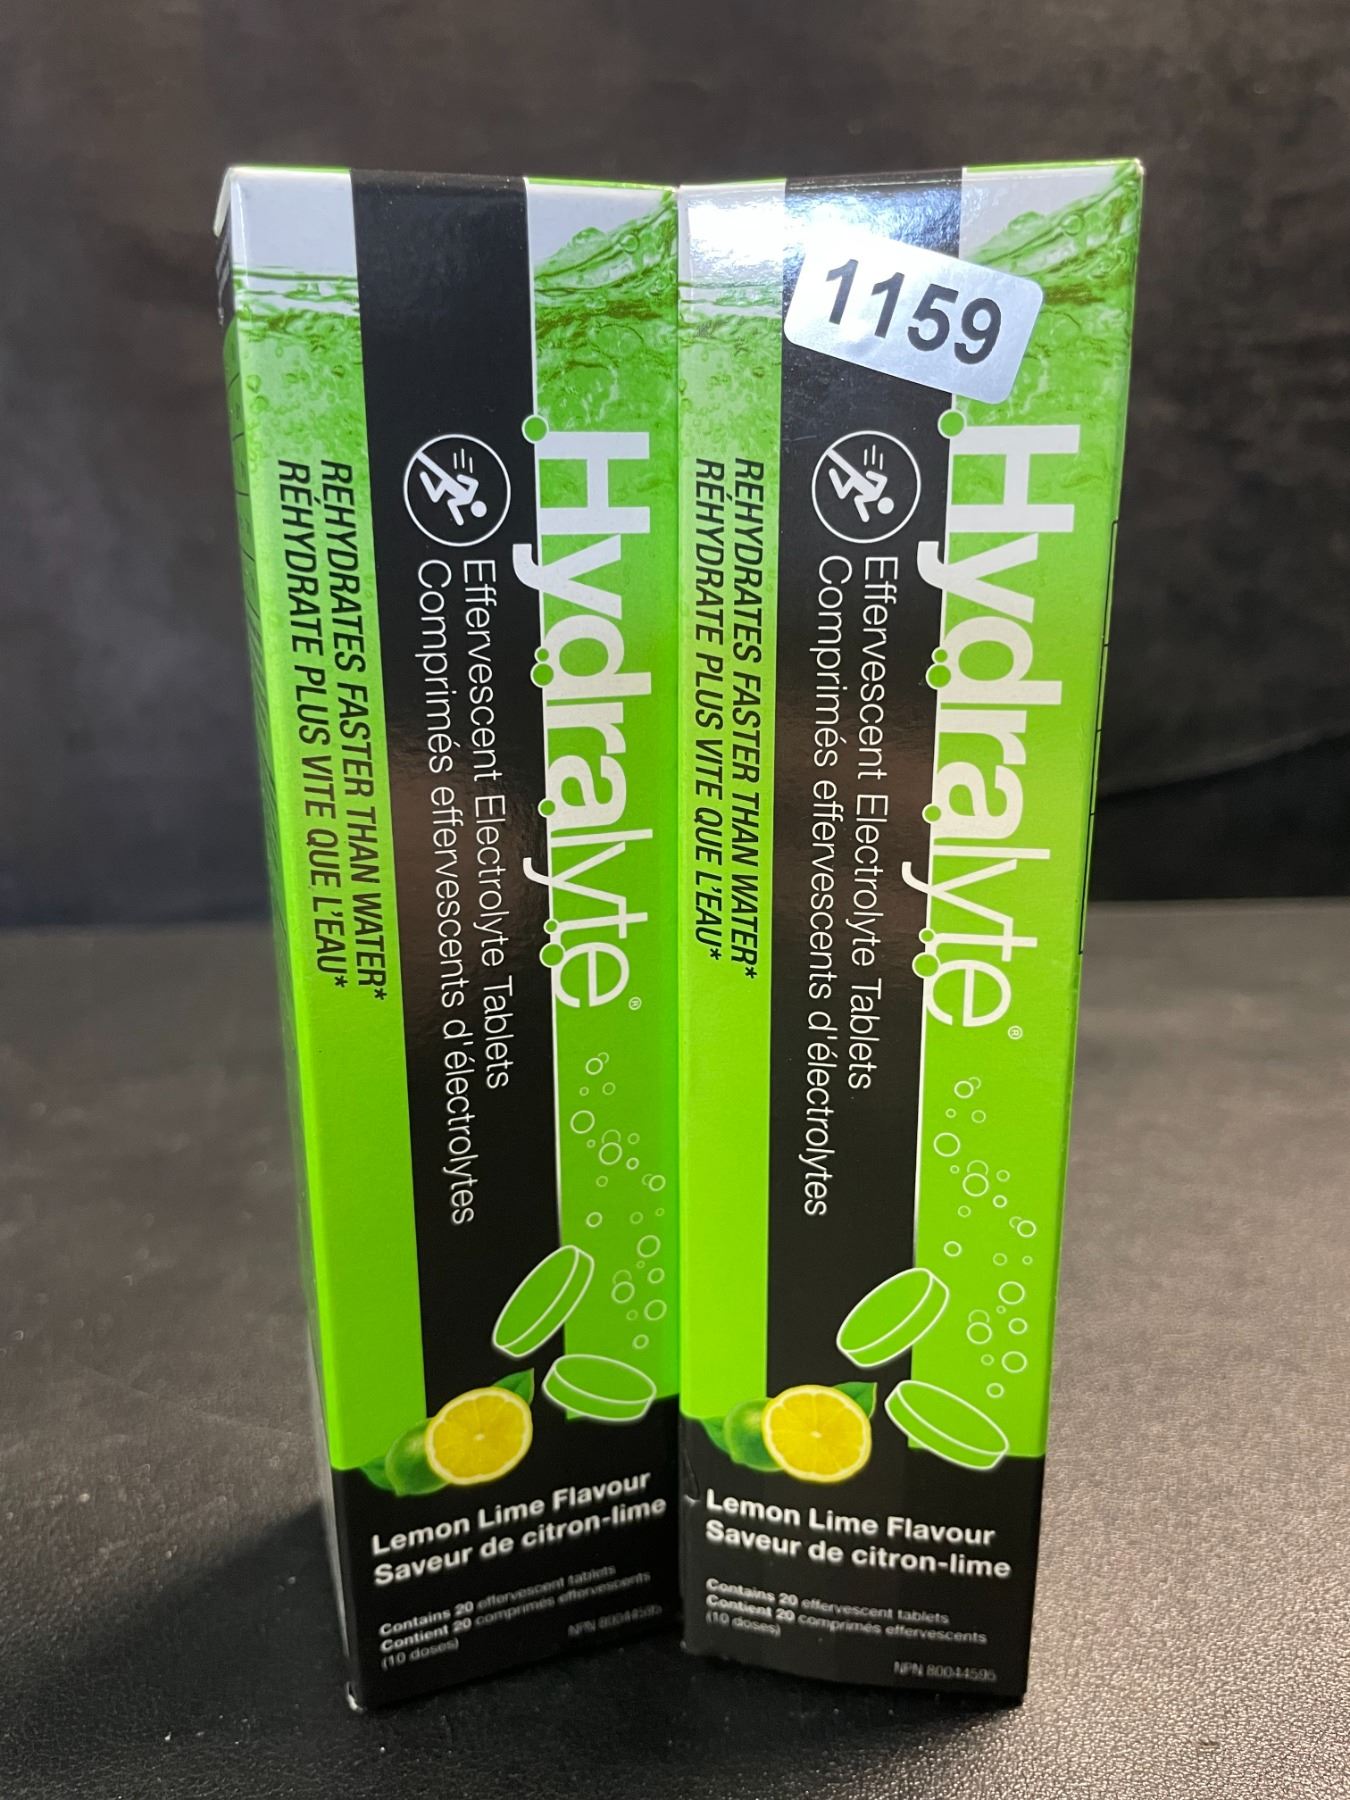 Hydralyte®
Effervescent Electrolyte Tablets
Comprimés effervescents d'électrolytes
REHYDRATES FASTER THAN WATER*
RÉHYDRATE PLUS VITE QUE L'EAU*
Lemon Lime Flavour
Saveur de citron-lime
Contains 20 effervescent tablets
Contient 20 comprimés effervescents
(10 doses)
NPN 80044595
1159
Hydralyte®
Effervescent Electrolyte Tablets
Comprimés effervescents d'électrolytes
REHYDRATES FASTER THAN WATER*
RÉHYDRATE PLUS VITE QUE L'EAU*
Lemon Lime Flavour
Saveur de citron-lime
Contains 20 effervescent tablets
Contient 20 comprimés effervescents
(10 doses)
NPN 80044595